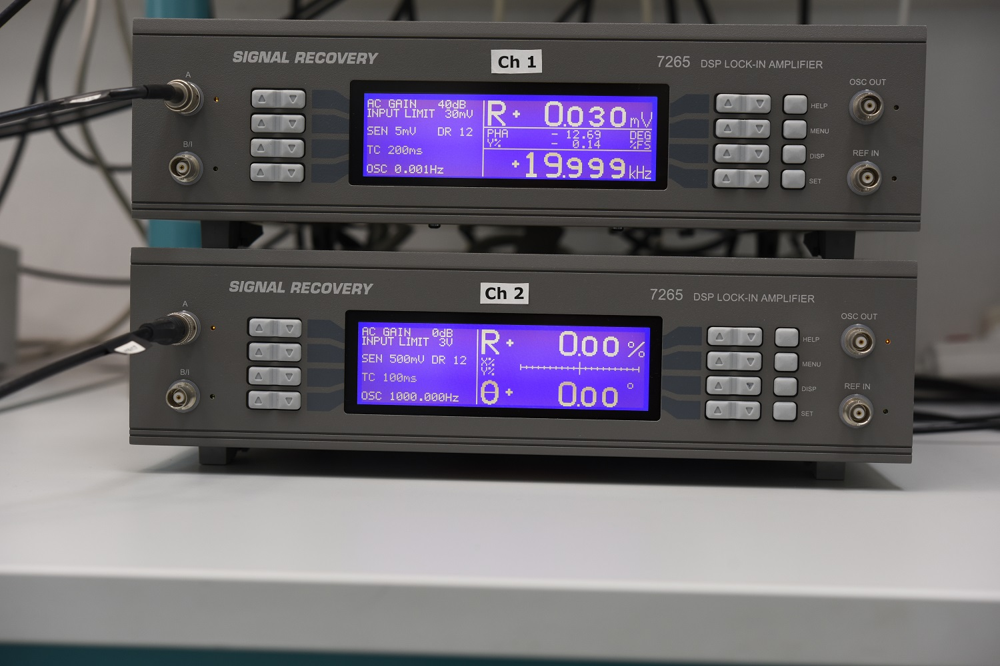 SIGNAL RECOVERY
Ch 1
7265 DSP LOCK-IN AMPLIFIER
A
B/I
AC GAIN 40dB
INPUT LIMIT 30mV
SEN 5mV DR 12
TC 200ms
OSC 0.001Hz
R + 0.030 mV
PHA - 12.69 DEG
Y% - 0.14 %FS
+19.999 kHz
HELP
MENU
DISP
SET
OSC OUT
REF IN
SIGNAL RECOVERY
Ch 2
7265 DSP LOCK-IN AMPLIFIER
A
B/I
AC GAIN 0dB
INPUT LIMIT 3V
SEN 500mV DR 12
TC 100ms
OSC 1000.000Hz
R + 0.00 %
X%
Y%
θ + 0.00 °
HELP
MENU
DISP
SET
OSC OUT
REF IN